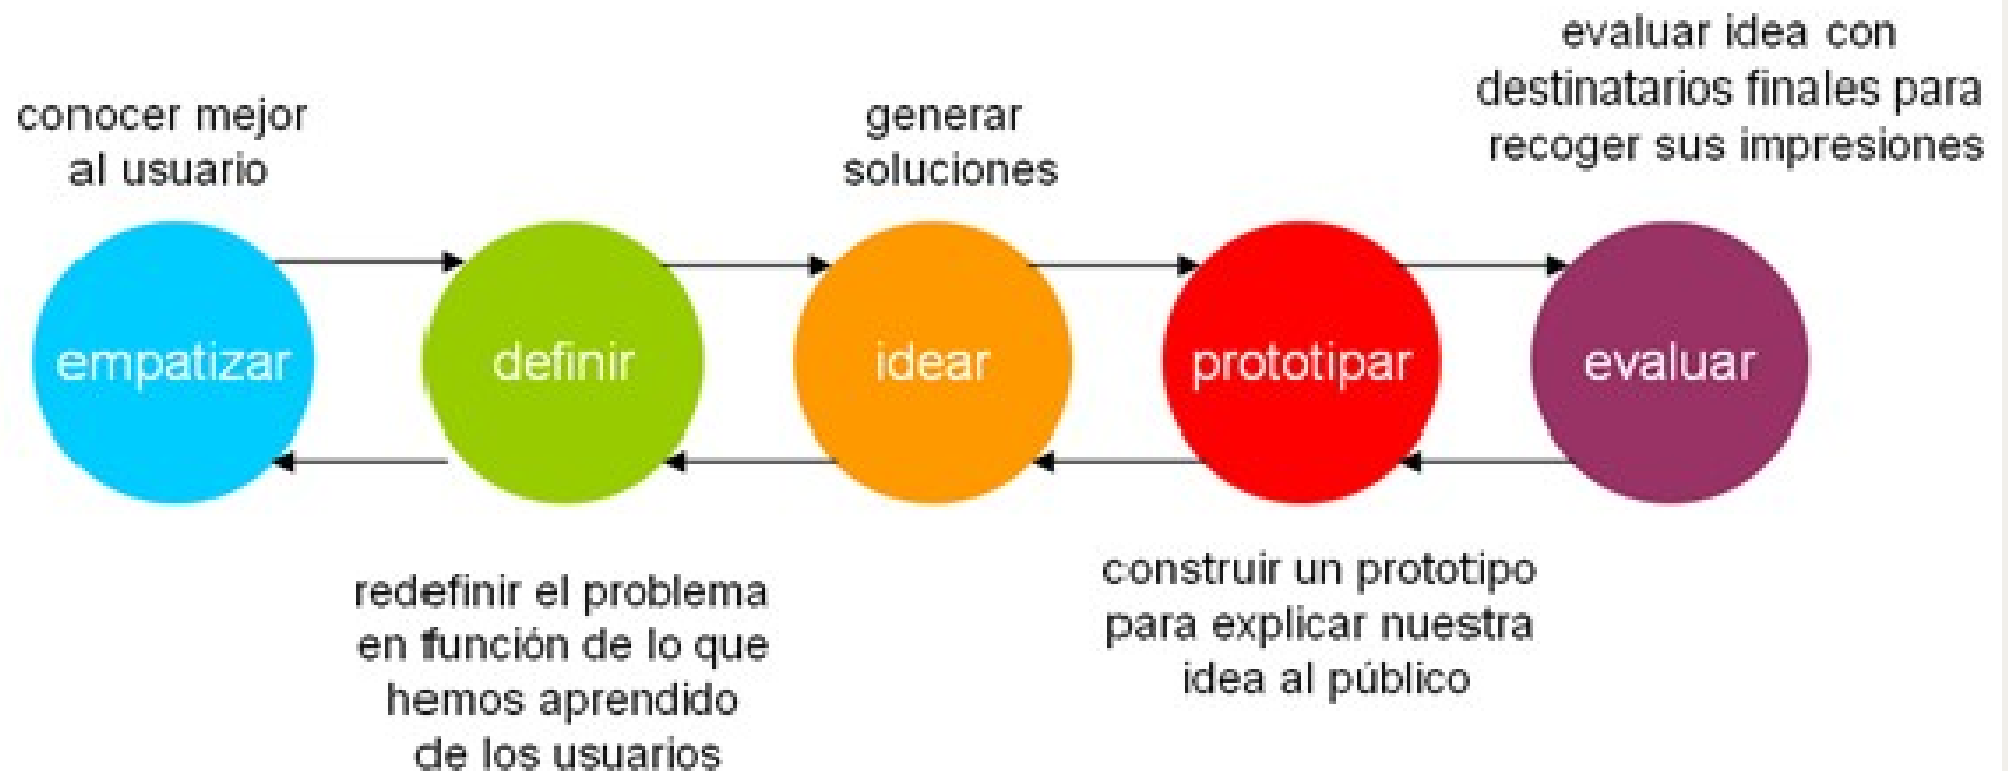 conocer mejor
al usuario
generar
soluciones
evaluar idea con
destinatarios finales para
recoger sus impresiones
empatizar
definir
idear
prototipar
evaluar
redefinir el problema
en función de lo que
hemos aprendido
de los usuarios
construir un prototipo
para explicar nuestra
idea al público